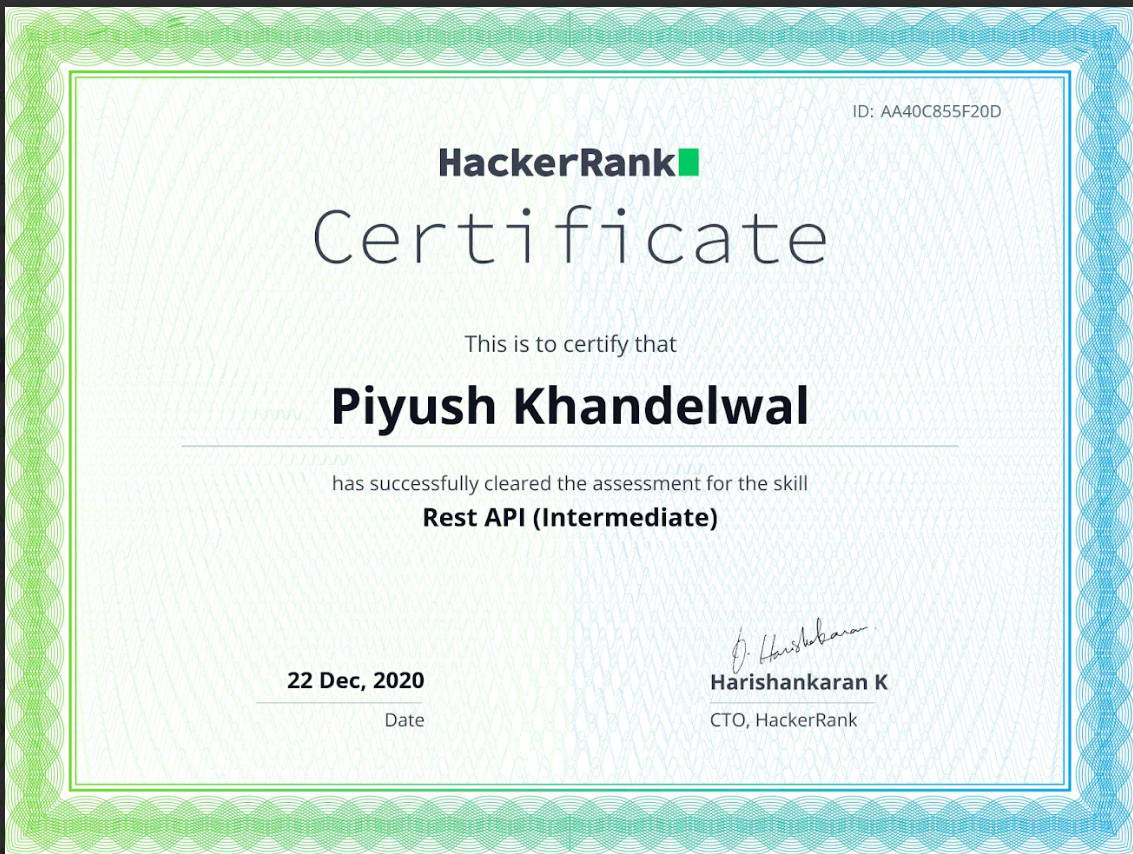 ID: AA40C855F20D
HackerRank
Certificate
This is to certify that
Piyush Khandelwal
has successfully cleared the assessment for the skill
Rest API (Intermediate)
D. Harishankaran
22 Dec, 2020
Harishankaran K
Date
CTO, HackerRank